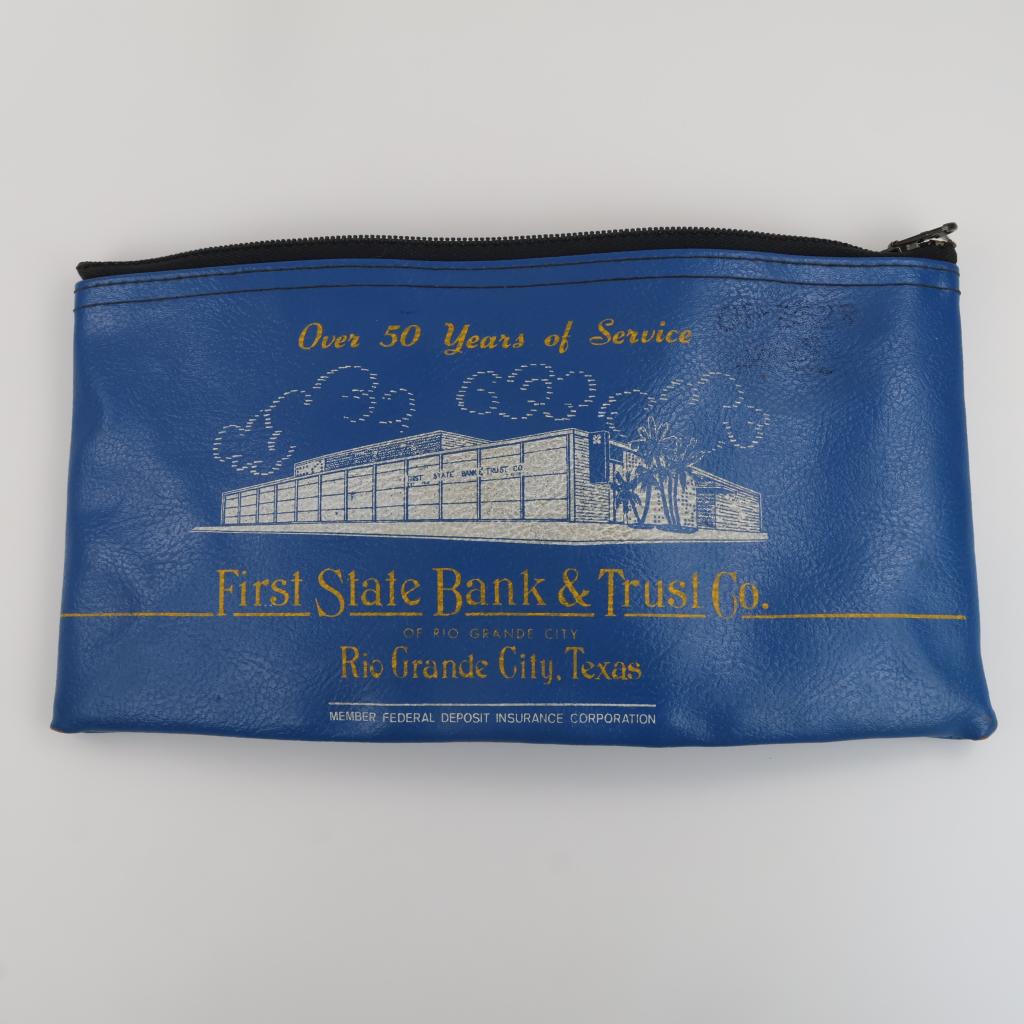 Over 50 Years of Service
FIRST STATE BANK & TRUST CO
First State Bank & Trust Co.
OF RIO GRANDE CITY
Rio Grande City, Texas
MEMBER FEDERAL DEPOSIT INSURANCE CORPORATION